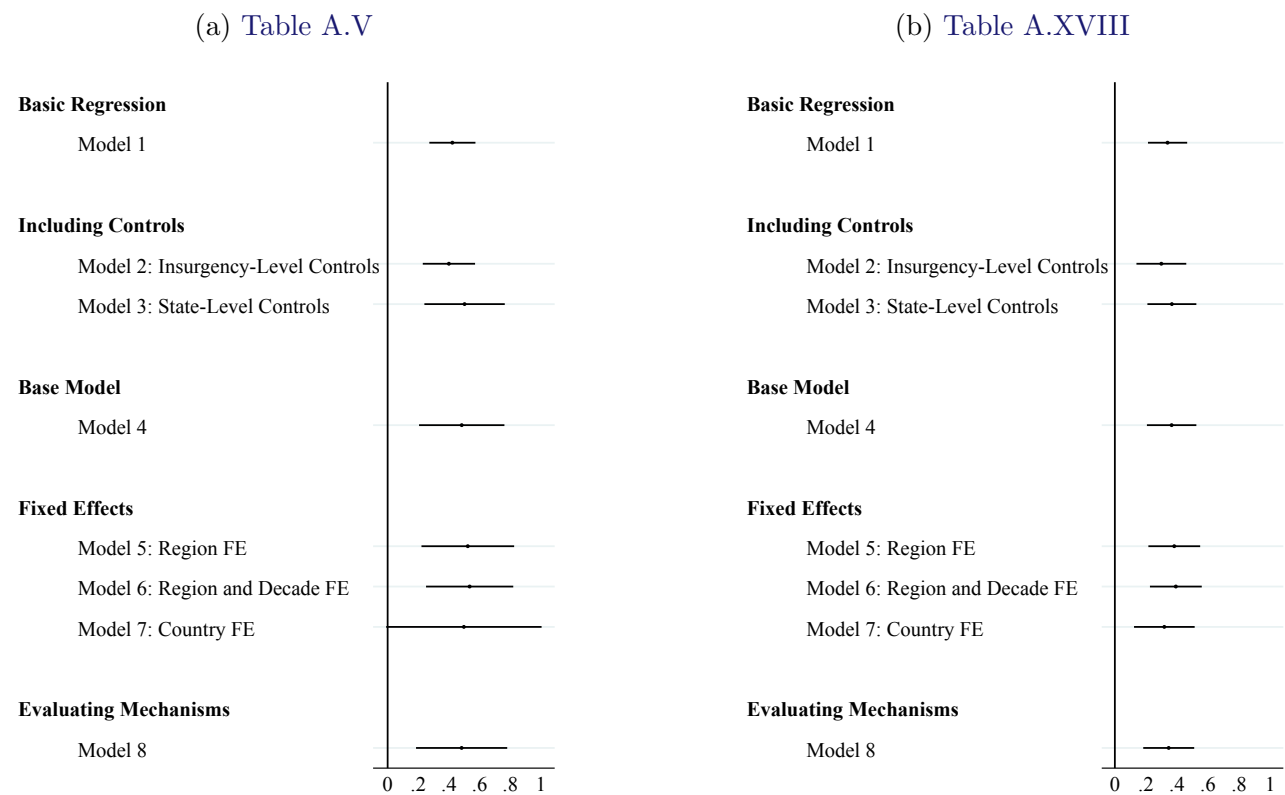 (a) Table A.V
Basic Regression
Model 1
Including Controls
Model 2: Insurgency-Level Controls
Model 3: State-Level Controls
Base Model
Model 4
Fixed Effects
Model 5: Region FE
Model 6: Region and Decade FE
Model 7: Country FE
Evaluating Mechanisms
Model 8
0 .2 .4 .6 .8 1
(b) Table A.XVIII
Basic Regression
Model 1
Including Controls
Model 2: Insurgency-Level Controls
Model 3: State-Level Controls
Base Model
Model 4
Fixed Effects
Model 5: Region FE
Model 6: Region and Decade FE
Model 7: Country FE
Evaluating Mechanisms
Model 8
0 .2 .4 .6 .8 1